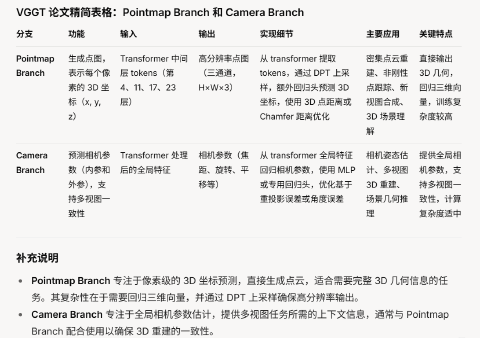 VGGT 论文精简表格：Pointmap Branch 和 Camera Branch
分支 功能 输入 输出 实现细节 主要应用 关键特点
Pointmap Branch 生成点图，表示每个像素的 3D 坐标（x, y, z） Transformer 中间层 tokens（第 4、11、17、23 层） 高分辨率点图（三通道，H×W×3） 从 transformer 提取 tokens，通过 DPT 上采样，额外回归头预测 3D 坐标，使用 3D 点距离或 Chamfer 距离优化 密集点云重建、非刚性点跟踪、新视图合成、3D 场景理解 直接输出 3D 几何，回归三维向量，训练复杂度较高
Camera Branch 预测相机参数（内参和外参），支持多视图一致性 Transformer 处理后的全局特征 相机参数（焦距、旋转、平移等） 从 transformer 全局特征回归相机参数，使用 MLP 或专用回归头，优化基于重投影误差或角度误差 相机姿态估计、多视图 3D 重建、场景几何推理 提供全局相机参数，支持多视图一致性，计算复杂度适中
补充说明
• Pointmap Branch 专注于像素级的 3D 坐标预测，直接生成点云，适合需要完整 3D 几何信息的任
务。其复杂性在于需要回归三维向量，并通过 DPT 上采样确保高分辨率输出。
• Camera Branch 专注于全局相机参数估计，提供多视图任务所需的上下文信息，通常与 Pointmap
Branch 配合使用以确保 3D 重建的一致性。